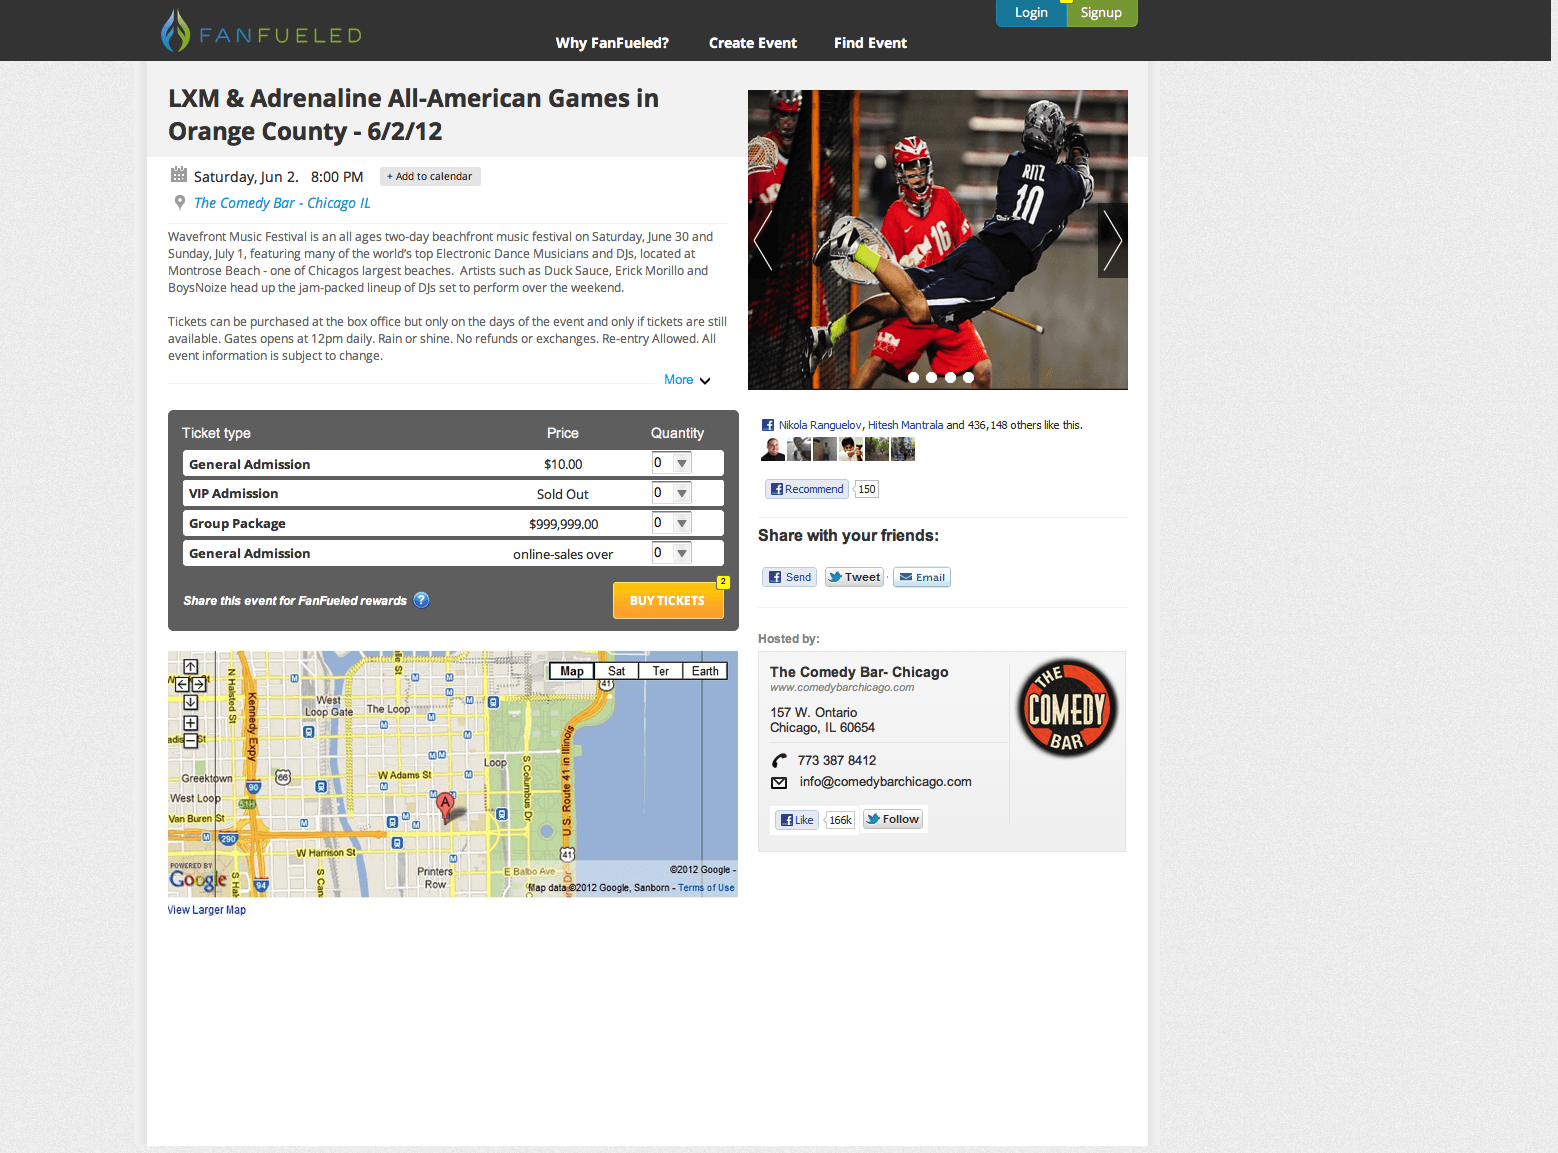 FANFUELED
Why FanFueled?
Create Event
Find Event
Login
Signup
LXM & Adrenaline All-American Games in
Orange County - 6/2/12
Saturday, Jun 2.   8:00 PM
+ Add to calendar
The Comedy Bar - Chicago IL
Wavefront Music Festival is an all ages two-day beachfront music festival on Saturday, June 30 and
Sunday, July 1, featuring many of the world's top Electronic Dance Musicians and DJs, located at
Montrose Beach - one of Chicagos largest beaches.  Artists such as Duck Sauce, Erick Morillo and
BoysNoize head up the jam-packed lineup of DJs set to perform over the weekend.
Tickets can be purchased at the box office but only on the days of the event and only if tickets are still
available. Gates opens at 12pm daily. Rain or shine. No refunds or exchanges. Re-entry Allowed. All
event information is subject to change.
More
RITZ
10
16
Ticket type Price Quantity
General Admission $10.00 0
VIP Admission Sold Out 0
Group Package $999,999.00 0
General Admission online-sales over 0
Share this event for FanFueled rewards ?
BUY TICKETS
2
Nikola Ranguelov, Hitesh Mantrala and 436,148 others like this.
Recommend 150
Share with your friends:
Send
Tweet
Email
Hosted by:
The Comedy Bar- Chicago
www.comedybarchicago.com
157 W. Ontario
Chicago, IL 60654
773 387 8412
info@comedybarchicago.com
Like 166k
Follow
THE
COMEDY
BAR
Map Sat Ter Earth
N Halsted St
Kennedy Expy
West
Loop Gate
The Loop
41
Greektown
66
W Adams St
Loop
S Columbus Dr
U.S. Route 41 in Illinois
West Loop
90
51H
A
Van Buren St
290
W Harrison St
41
Printers
Row
E Balbo Ave
94
POWERED BY
Google
©2012 Google -
Map data ©2012 Google, Sanborn - Terms of Use
View Larger Map